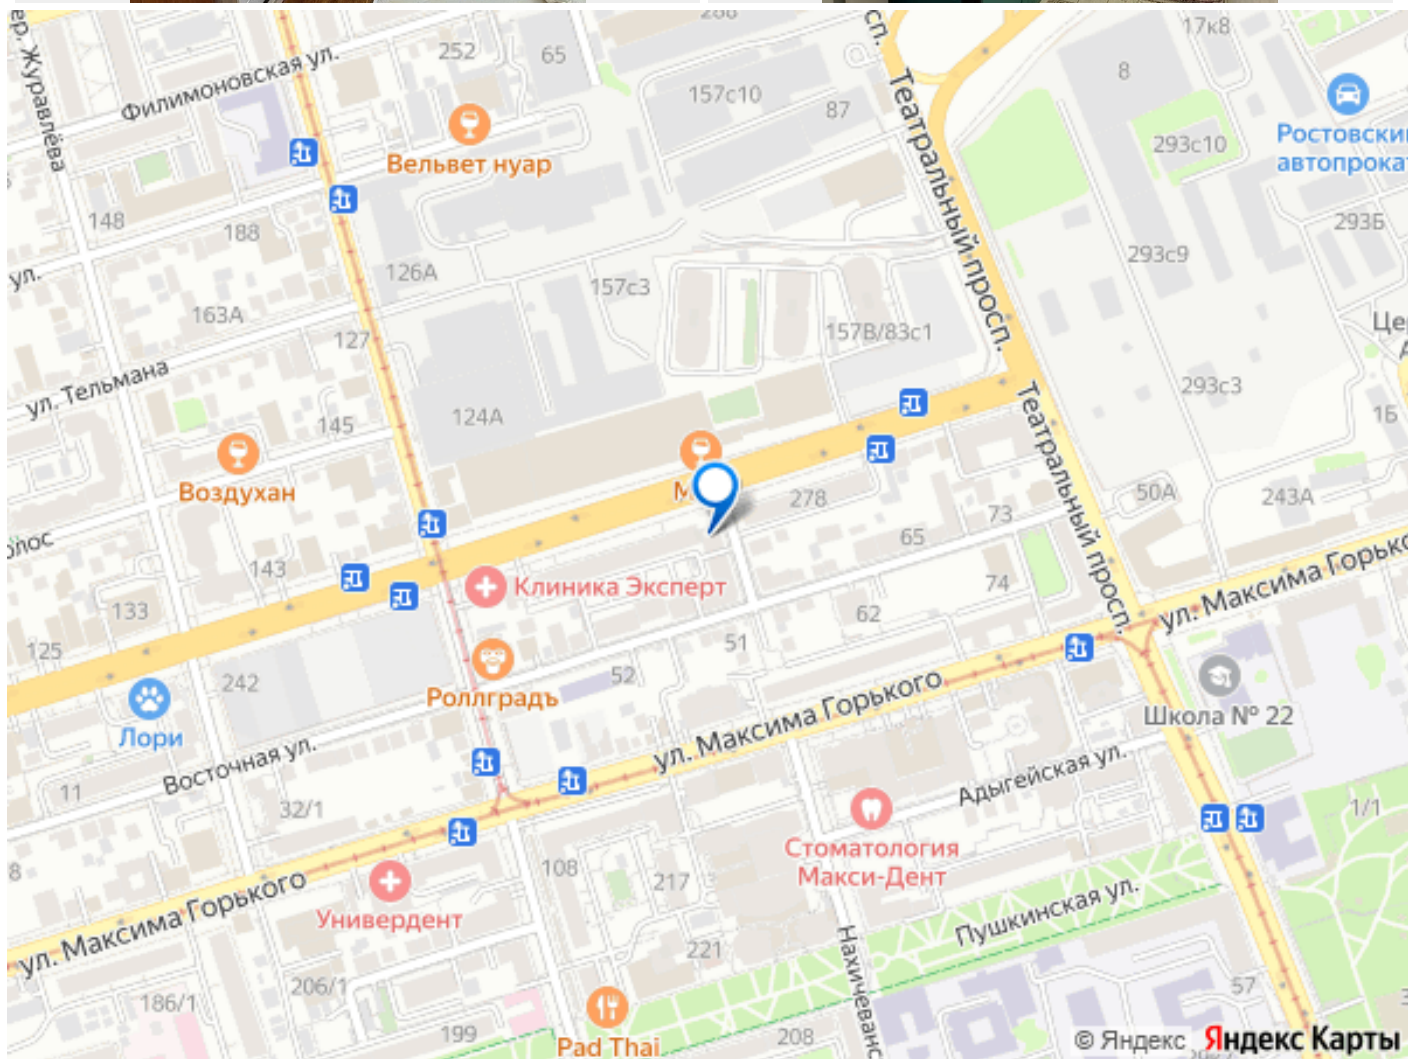 252
65
17к8
8
Филимоновская ул.
157с10
87
Театральный просп.
Вельвет нуар
293с10
Ростовский
автопрокат
148
188
126А
293Б
ул.
163А
157с3
293с9
127
157В/83с1
ул. Тельмана
145
124А
293с3
1Б
Театральный просп.
Воздухан
278
50А
243А
73
65
143
Клиника Эксперт
74
133
62
ул. Максима Горького
125
51
242
52
Роллградъ
ул. Максима Горького
Школа № 22
Лори
Восточная ул.
Адыгейская ул.
11
32/1
1/1
Стоматология
Макси-Дент
108
217
ул. Максима Горького
Универдент
Пушкинская ул.
221
57
206/1
186/1
199
208
Pad Thai
© Яндекс Яндекс Карты